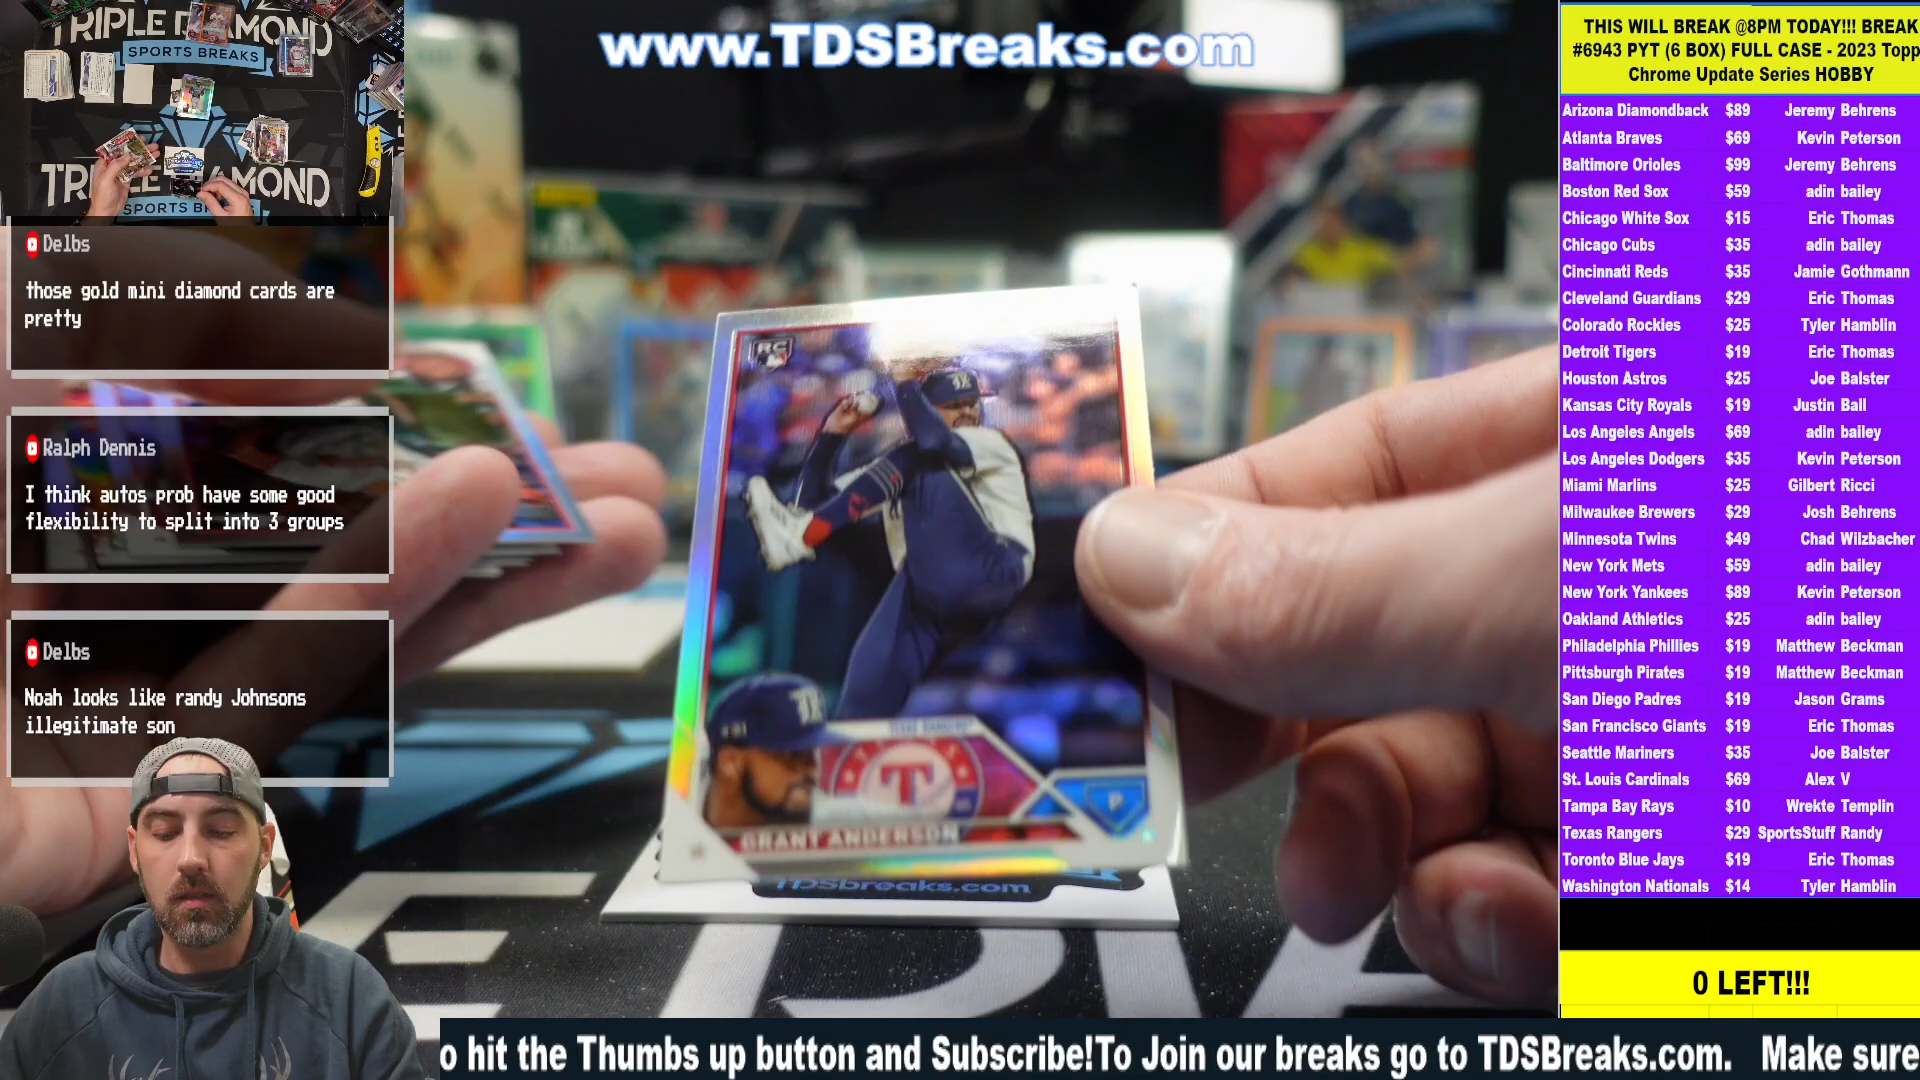 TRIPLE DIAMOND
SPORTS BREAKS
TRIPLE DIAMOND
SPORTS BREAKS
www.TDSBreaks.com
Delbs
those gold mini diamond cards are
pretty
Ralph Dennis
I think autos prob have some good
flexibility to split into 3 groups
Delbs
Noah looks like randy Johnsons
illegitimate son
RC
T
P
GRANT ANDERSON
TDSbreaks.com
THIS WILL BREAK @8PM TODAY!!! BREAK
#6943 PYT (6 BOX) FULL CASE - 2023 Topp
Chrome Update Series HOBBY
Arizona Diamondback $89 Jeremy Behrens
Atlanta Braves $69 Kevin Peterson
Baltimore Orioles $99 Jeremy Behrens
Boston Red Sox $59 adin bailey
Chicago White Sox $15 Eric Thomas
Chicago Cubs $35 adin bailey
Cincinnati Reds $35 Jamie Gothmann
Cleveland Guardians $29 Eric Thomas
Colorado Rockies $25 Tyler Hamblin
Detroit Tigers $19 Eric Thomas
Houston Astros $25 Joe Balster
Kansas City Royals $19 Justin Ball
Los Angeles Angels $69 adin bailey
Los Angeles Dodgers $35 Kevin Peterson
Miami Marlins $25 Gilbert Ricci
Milwaukee Brewers $29 Josh Behrens
Minnesota Twins $49 Chad Wilzbacher
New York Mets $59 adin bailey
New York Yankees $89 Kevin Peterson
Oakland Athletics $25 adin bailey
Philadelphia Phillies $19 Matthew Beckman
Pittsburgh Pirates $19 Matthew Beckman
San Diego Padres $19 Jason Grams
San Francisco Giants $19 Eric Thomas
Seattle Mariners $35 Joe Balster
St. Louis Cardinals $69 Alex V
Tampa Bay Rays $10 Wrekte Templin
Texas Rangers $29 SportsStuff Randy
Toronto Blue Jays $19 Eric Thomas
Washington Nationals $14 Tyler Hamblin
0 LEFT!!!
o hit the Thumbs up button and Subscribe!To Join our breaks go to TDSBreaks.com. Make sure